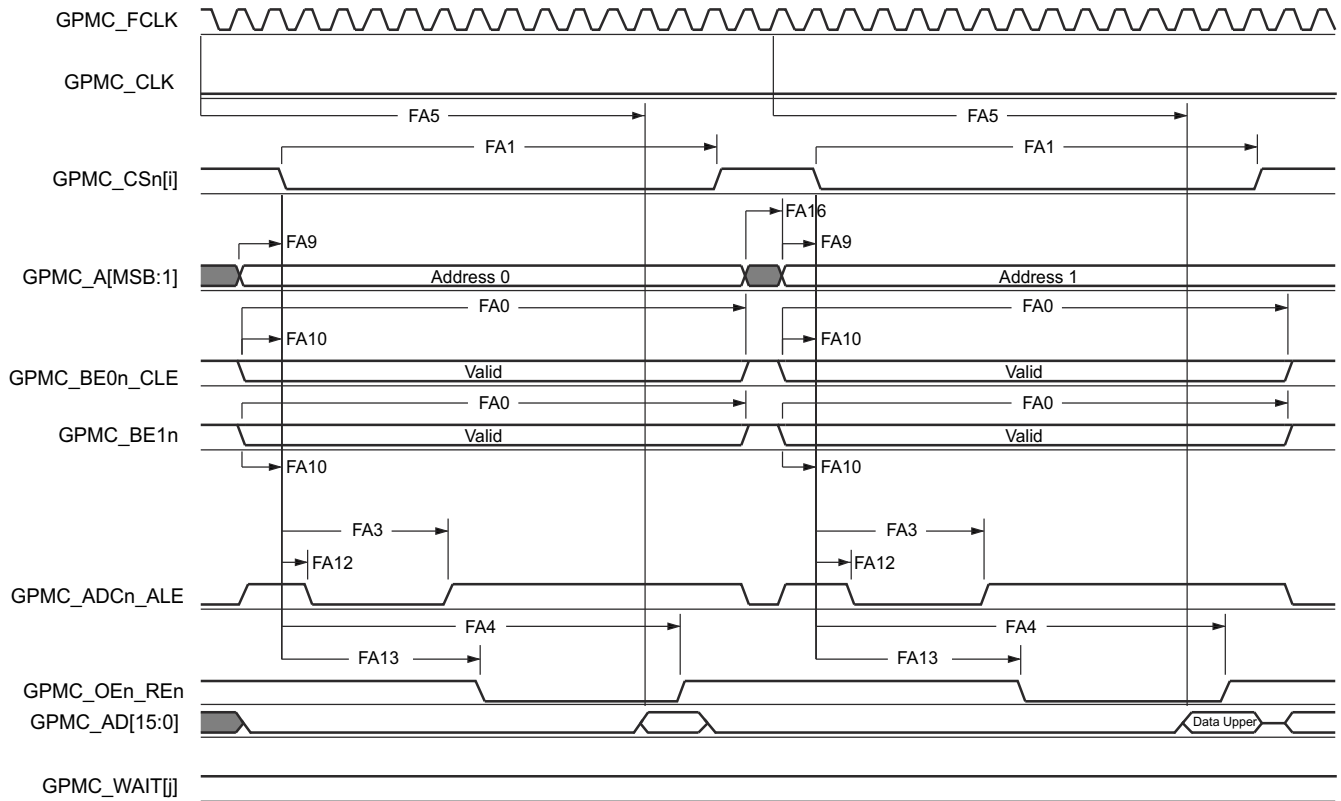 GPMC_FCLK
GPMC_CLK
FA5 FA5
FA1 FA1
GPMC_CSn[i]
FA16
FA9 FA9
GPMC_A[MSB:1] Address 0 Address 1
FA0 FA0
FA10 FA10
GPMC_BE0n_CLE Valid Valid
FA0 FA0
GPMC_BE1n Valid Valid
FA10 FA10
FA3 FA3
FA12 FA12
GPMC_ADCn_ALE
FA4 FA4
FA13 FA13
GPMC_OEn_REn
GPMC_AD[15:0] Data Upper
GPMC_WAIT[j]